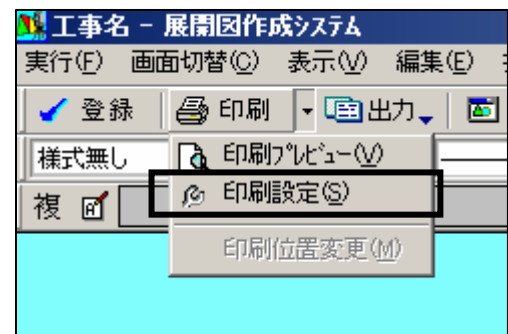 工事名 - 展開図作成ｼｽﾃﾑ
実行(F) 画面切替(C) 表示(V) 編集(E)
登録 印刷 出力
様式無し
印刷ﾌﾟﾚﾋﾞｭｰ(V)
複
印刷設定(S)
印刷位置変更(M)